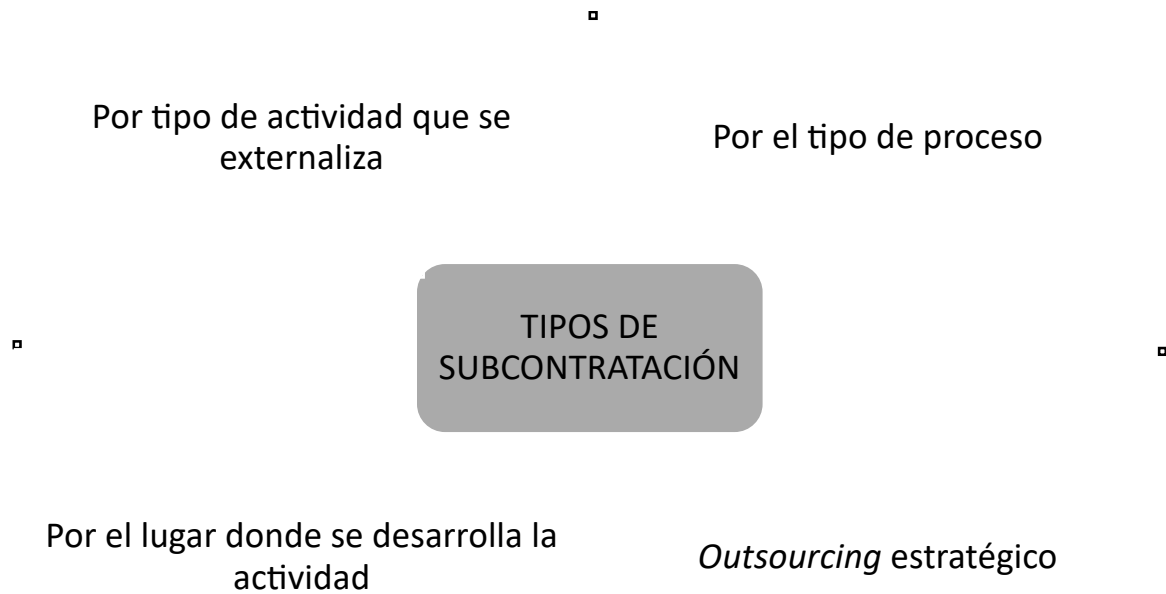 Por tipo de actividad que se
externaliza
Por el tipo de proceso
TIPOS DE
SUBCONTRATACIÓN
Por el lugar donde se desarrolla la
actividad
Outsourcing estratégico